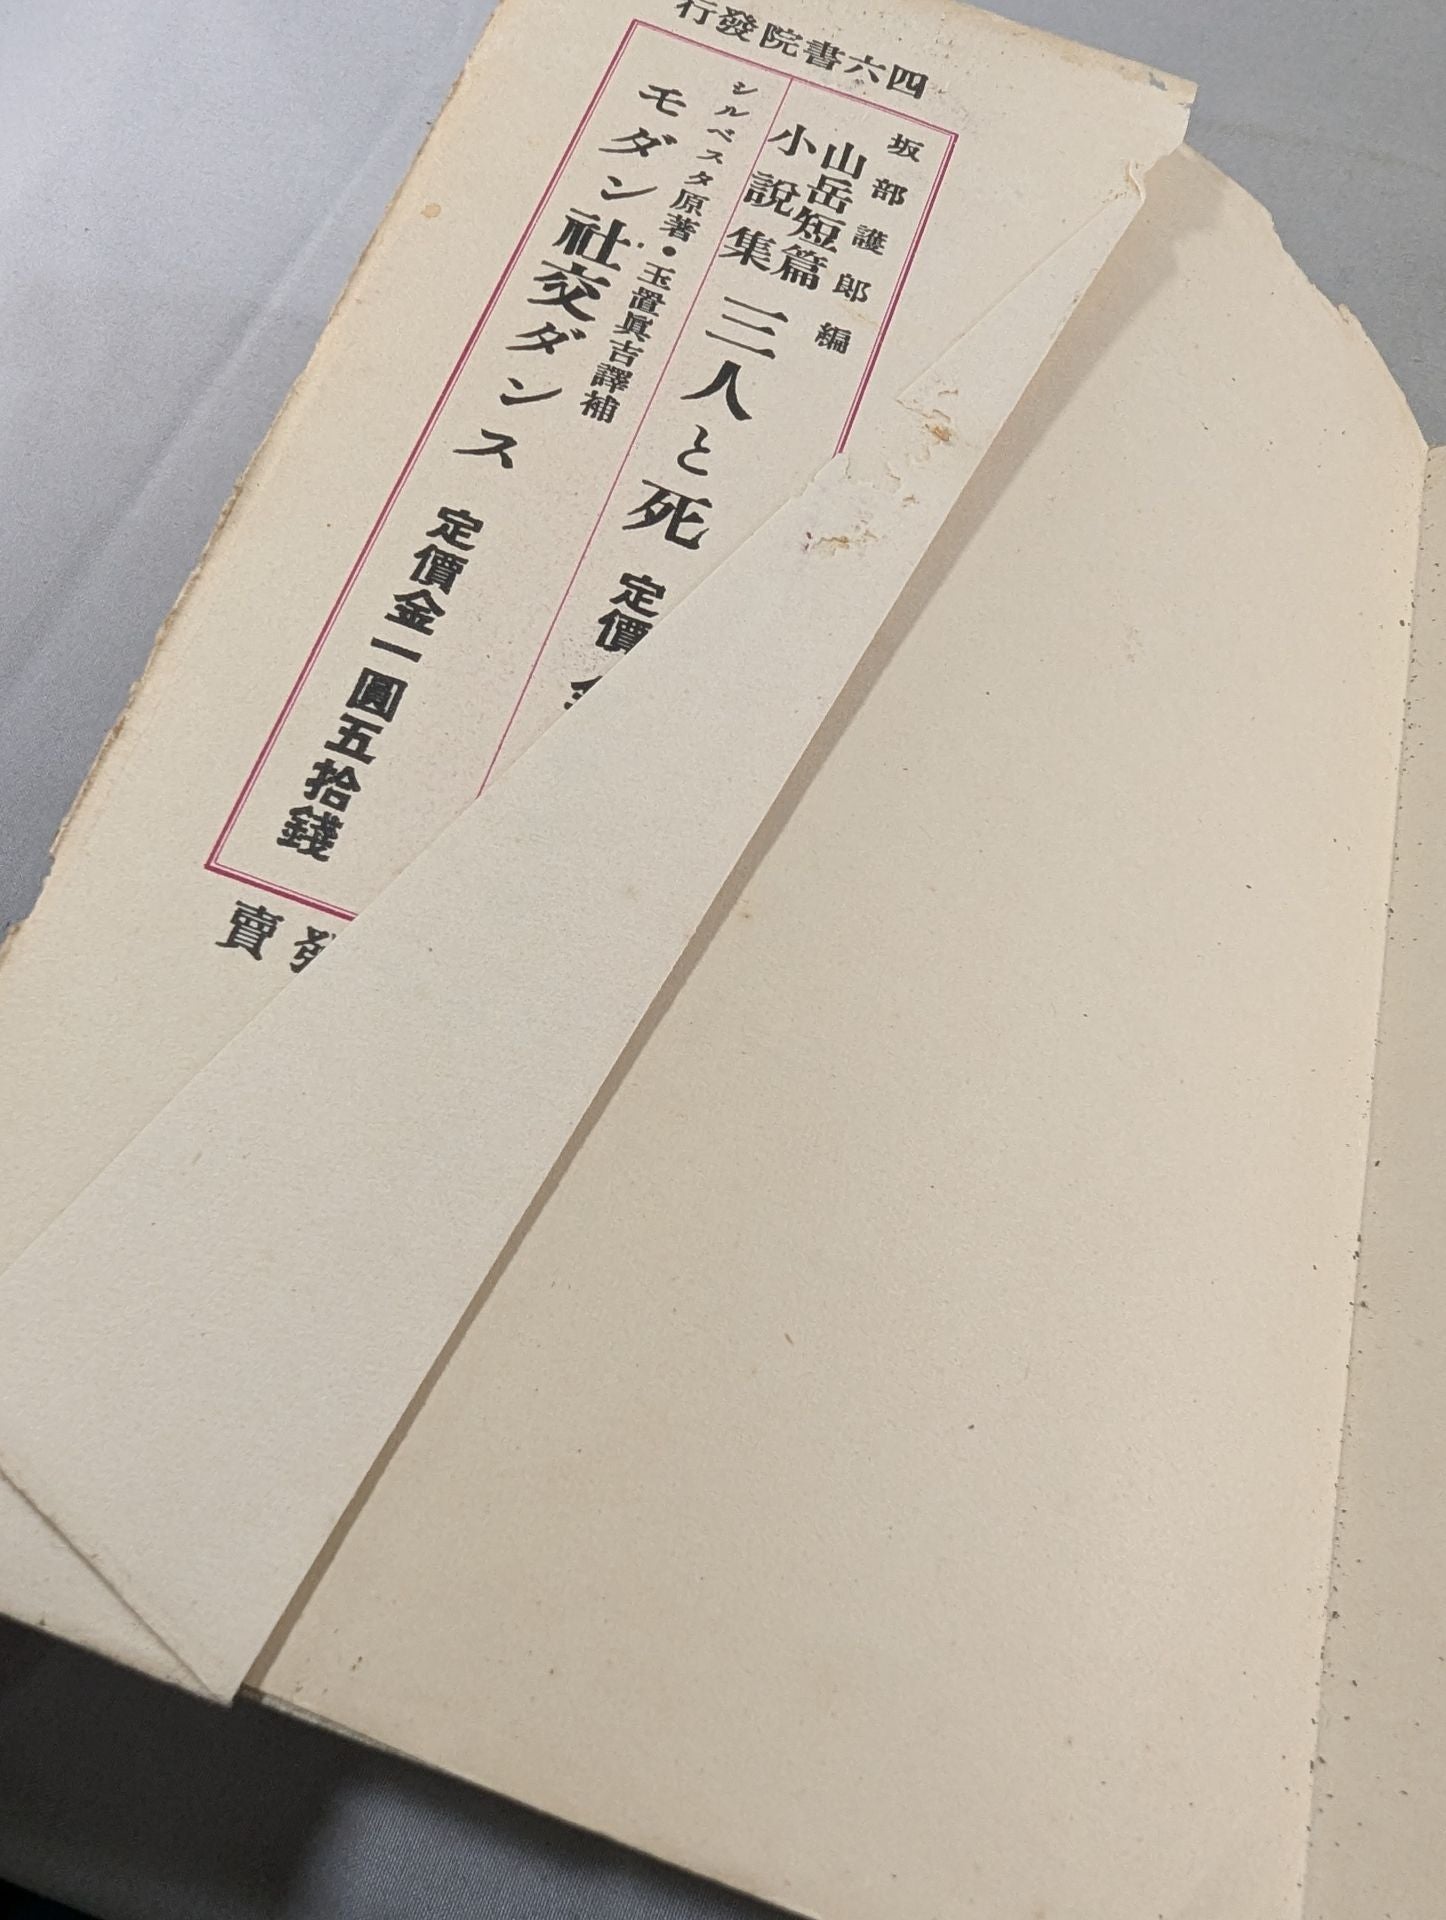 四六書院發行
坂部護郎編
山岳短篇
小說集
三人と死 定價
シルベスタ原著・玉置眞吉譯補
モダン社交ダンス 定價金一圓五拾錢
發賣